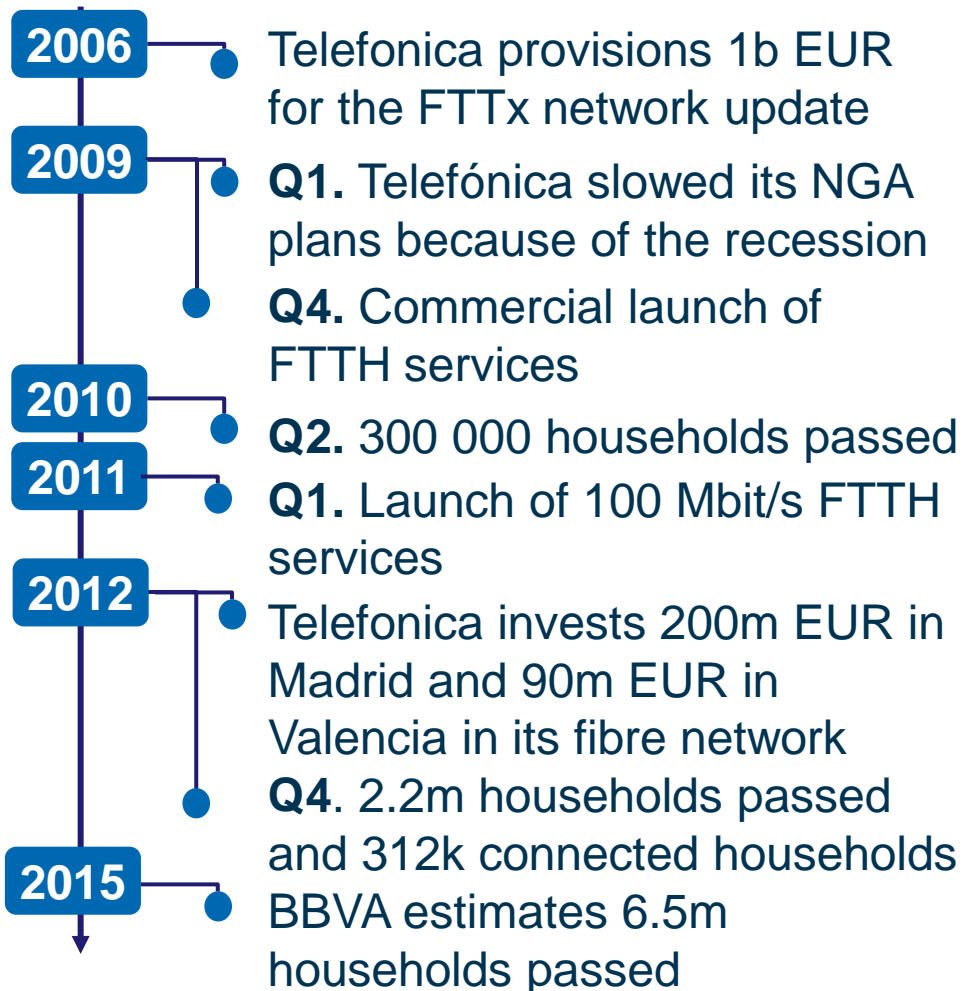 2006
Telefonica provisions 1b EUR
for the FTTx network update
2009
Q1. Telefónica slowed its NGA
plans because of the recession
Q4. Commercial launch of
FTTH services
2010
Q2. 300 000 households passed
2011
Q1. Launch of 100 Mbit/s FTTH
services
2012
Telefonica invests 200m EUR in
Madrid and 90m EUR in
Valencia in its fibre network
Q4. 2.2m households passed
and 312k connected households
2015
BBVA estimates 6.5m
households passed